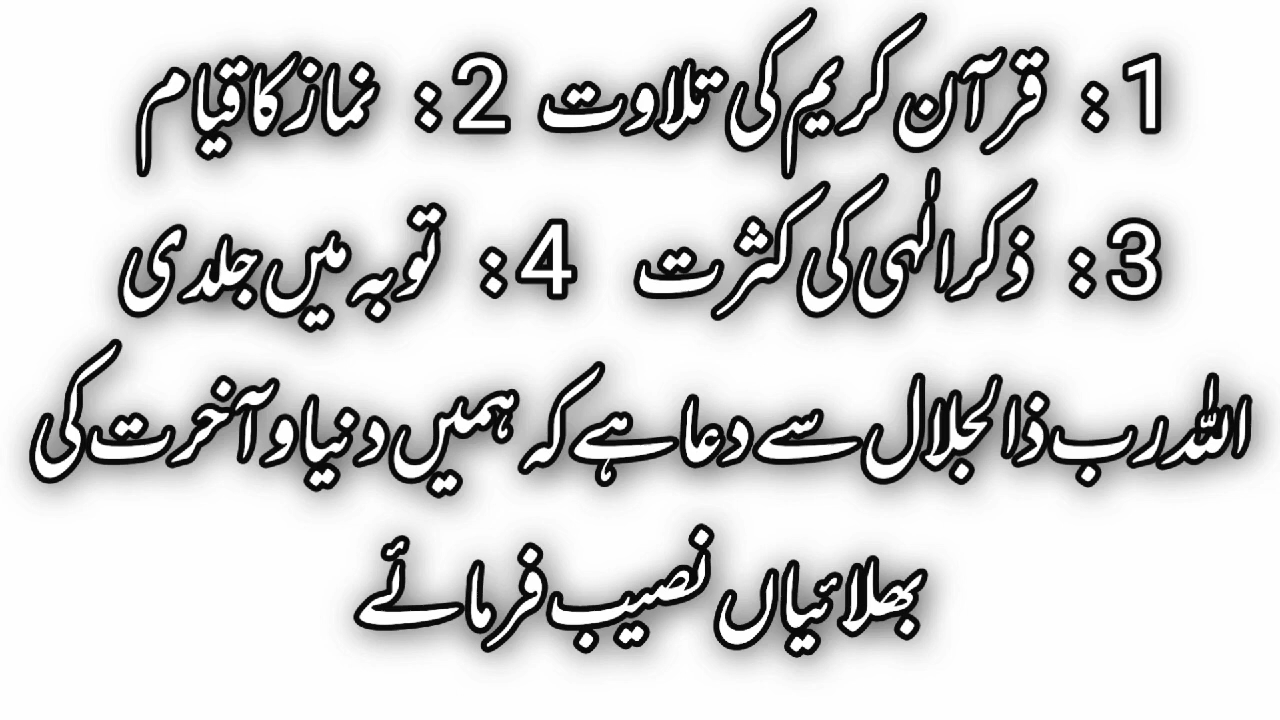 1: قرآن کریم کی تلاوت 2: نماز کا قیام
3: ذکر الٰہی کی کثرت 4: توبہ میں جلدی
اللہ رب ذالجلال سے دعا ہے کہ ہمیں دنیا و آخرت کی
بھلائیاں نصیب فرمائے